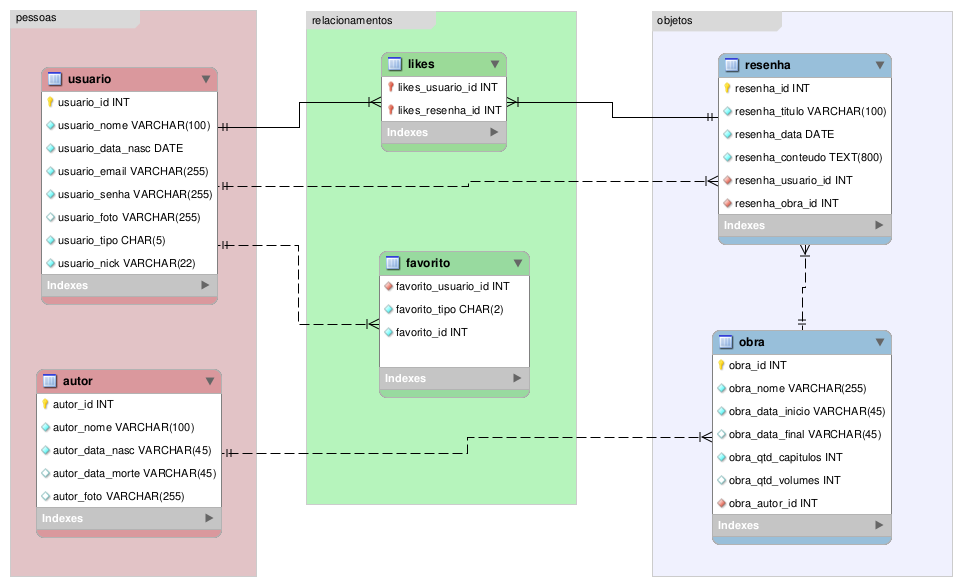 pessoas
usuario
usuario_id INT
usuario_nome VARCHAR(100)
usuario_data_nasc DATE
usuario_email VARCHAR(255)
usuario_senha VARCHAR(255)
usuario_foto VARCHAR(255)
usuario_tipo CHAR(5)
usuario_nick VARCHAR(22)
Indexes
autor
autor_id INT
autor_nome VARCHAR(100)
autor_data_nasc VARCHAR(45)
autor_data_morte VARCHAR(45)
autor_foto VARCHAR(255)
Indexes
relacionamentos
likes
likes_usuario_id INT
likes_resenha_id INT
Indexes
favorito
favorito_usuario_id INT
favorito_tipo CHAR(2)
favorito_id INT
Indexes
objetos
resenha
resenha_id INT
resenha_titulo VARCHAR(100)
resenha_data DATE
resenha_conteudo TEXT(800)
resenha_usuario_id INT
resenha_obra_id INT
Indexes
obra
obra_id INT
obra_nome VARCHAR(255)
obra_data_inicio VARCHAR(45)
obra_data_final VARCHAR(45)
obra_qtd_capitulos INT
obra_qtd_volumes INT
obra_autor_id INT
Indexes